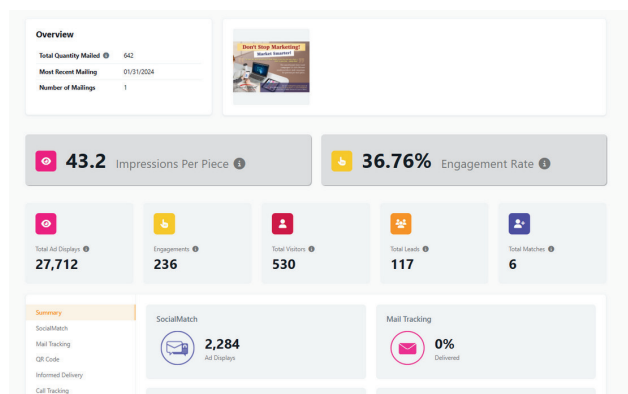 Overview
Total Quantity Mailed 642
Most Recent Mailing 01/31/2024
Number of Mailings 1
Don't Stop Marketing!
Market Smarter!
43.2 Impressions Per Piece
36.76% Engagement Rate
Total Ad Displays
27,712
Engagements
236
Total Visitors
530
Total Leads
117
Total Matches
6
Summary
SocialMatch
Mail Tracking
QR Code
Informed Delivery
Call Tracking
SocialMatch
2,284
Ad Displays
Mail Tracking
0%
Delivered